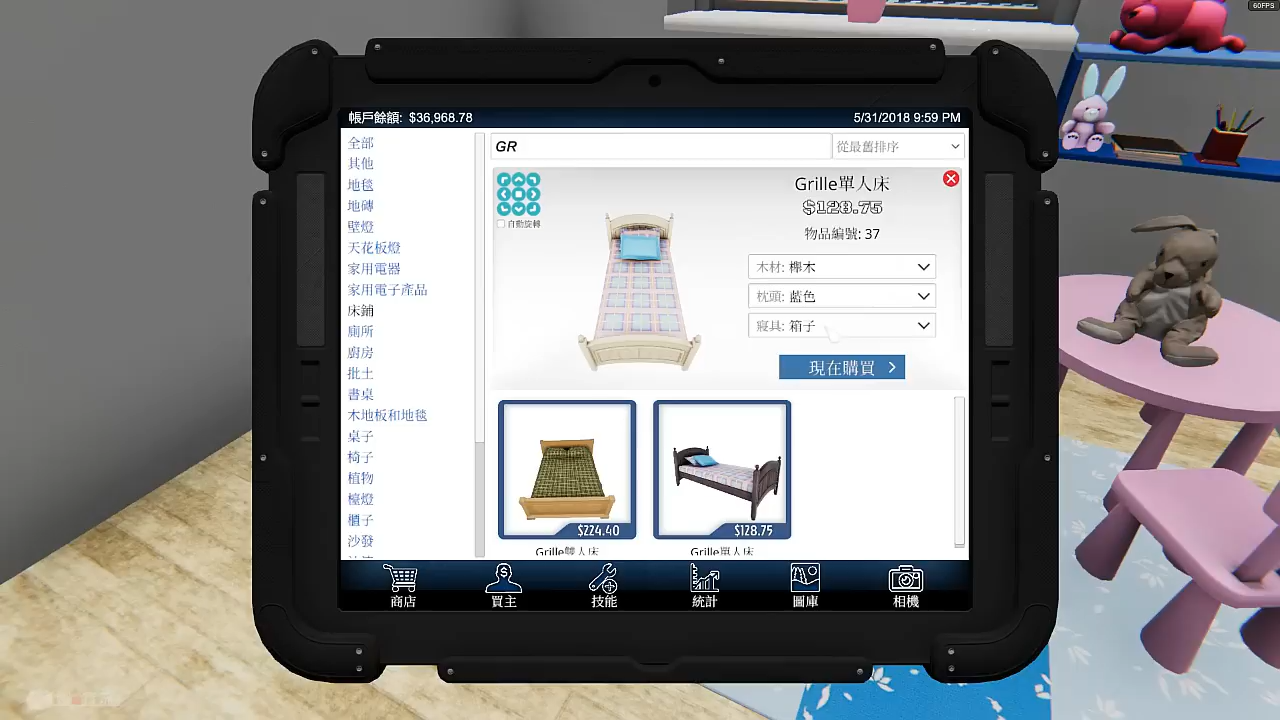 60FPS
帳戶餘額: $36,968.78
5/31/2018 9:59 PM
全部
其他
地毯
地磚
壁燈
天花板燈
家用電器
家用電子產品
床鋪
廁所
廚房
批土
書桌
木地板和地毯
桌子
椅子
植物
檯燈
櫃子
沙發
GR
從最舊排序
自動旋轉
Grille單人床
$128.75
物品編號: 37
木材: 櫸木
枕頭: 藍色
寢具: 箱子
現在購買
$224.40
Grille雙人床
$128.75
Grille單人床
商店
買主
技能
統計
圖庫
相機